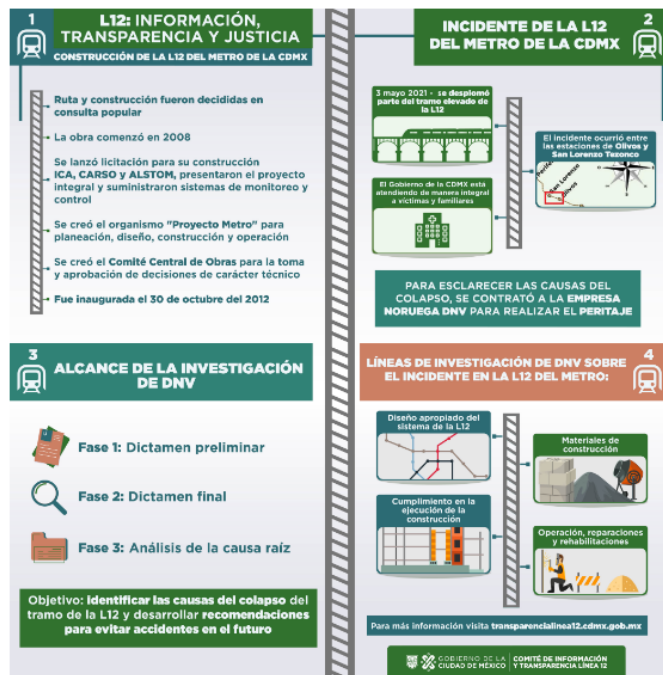 1
L12: INFORMACIÓN,
TRANSPARENCIA Y JUSTICIA
CONSTRUCCIÓN DE LA L12 DEL METRO DE LA CDMX
Ruta y construcción fueron decididas en
consulta popular
La obra comenzó en 2008
Se lanzó licitación para su construcción
ICA, CARSO y ALSTOM, presentaron el proyecto
integral y suministraron sistemas de monitoreo y
control
Se creó el organismo "Proyecto Metro" para
planeación, diseño, construcción y operación
Se creó el Comité Central de Obras para la toma
y aprobación de decisiones de carácter técnico
Fue inaugurada el 30 de octubre del 2012
2
INCIDENTE DE LA L12
DEL METRO DE LA CDMX
3 mayo 2021 - se desplomó
parte del tramo elevado de
la L12
El incidente ocurrió entre
las estaciones de Olivos y
San Lorenzo Tezonco
San Lorenzo
Olivos
El Gobierno de la CDMX está
atendiendo de manera integral
a víctimas y familiares
PARA ESCLARECER LAS CAUSAS DEL
COLAPSO, SE CONTRATÓ A LA EMPRESA
NORUEGA DNV PARA REALIZAR EL PERITAJE
3
ALCANCE DE LA INVESTIGACIÓN
DE DNV
Fase 1: Dictamen preliminar
Fase 2: Dictamen final
Fase 3: Análisis de la causa raíz
Objetivo: identificar las causas del colapso del
tramo de la L12 y desarrollar recomendaciones
para evitar accidentes en el futuro
4
LÍNEAS DE INVESTIGACIÓN DE DNV SOBRE
EL INCIDENTE EN LA L12 DEL METRO:
Diseño apropiado del
sistema de la L12
Materiales de
construcción
Cumplimiento en la
ejecución de la
construcción
Operación, reparaciones
y rehabilitaciones
Para más información visita transparencialinea12.cdmx.gob.mx
GOBIERNO DE LA
CIUDAD DE MÉXICO
COMITÉ DE INFORMACIÓN
Y TRANSPARENCIA LÍNEA 12